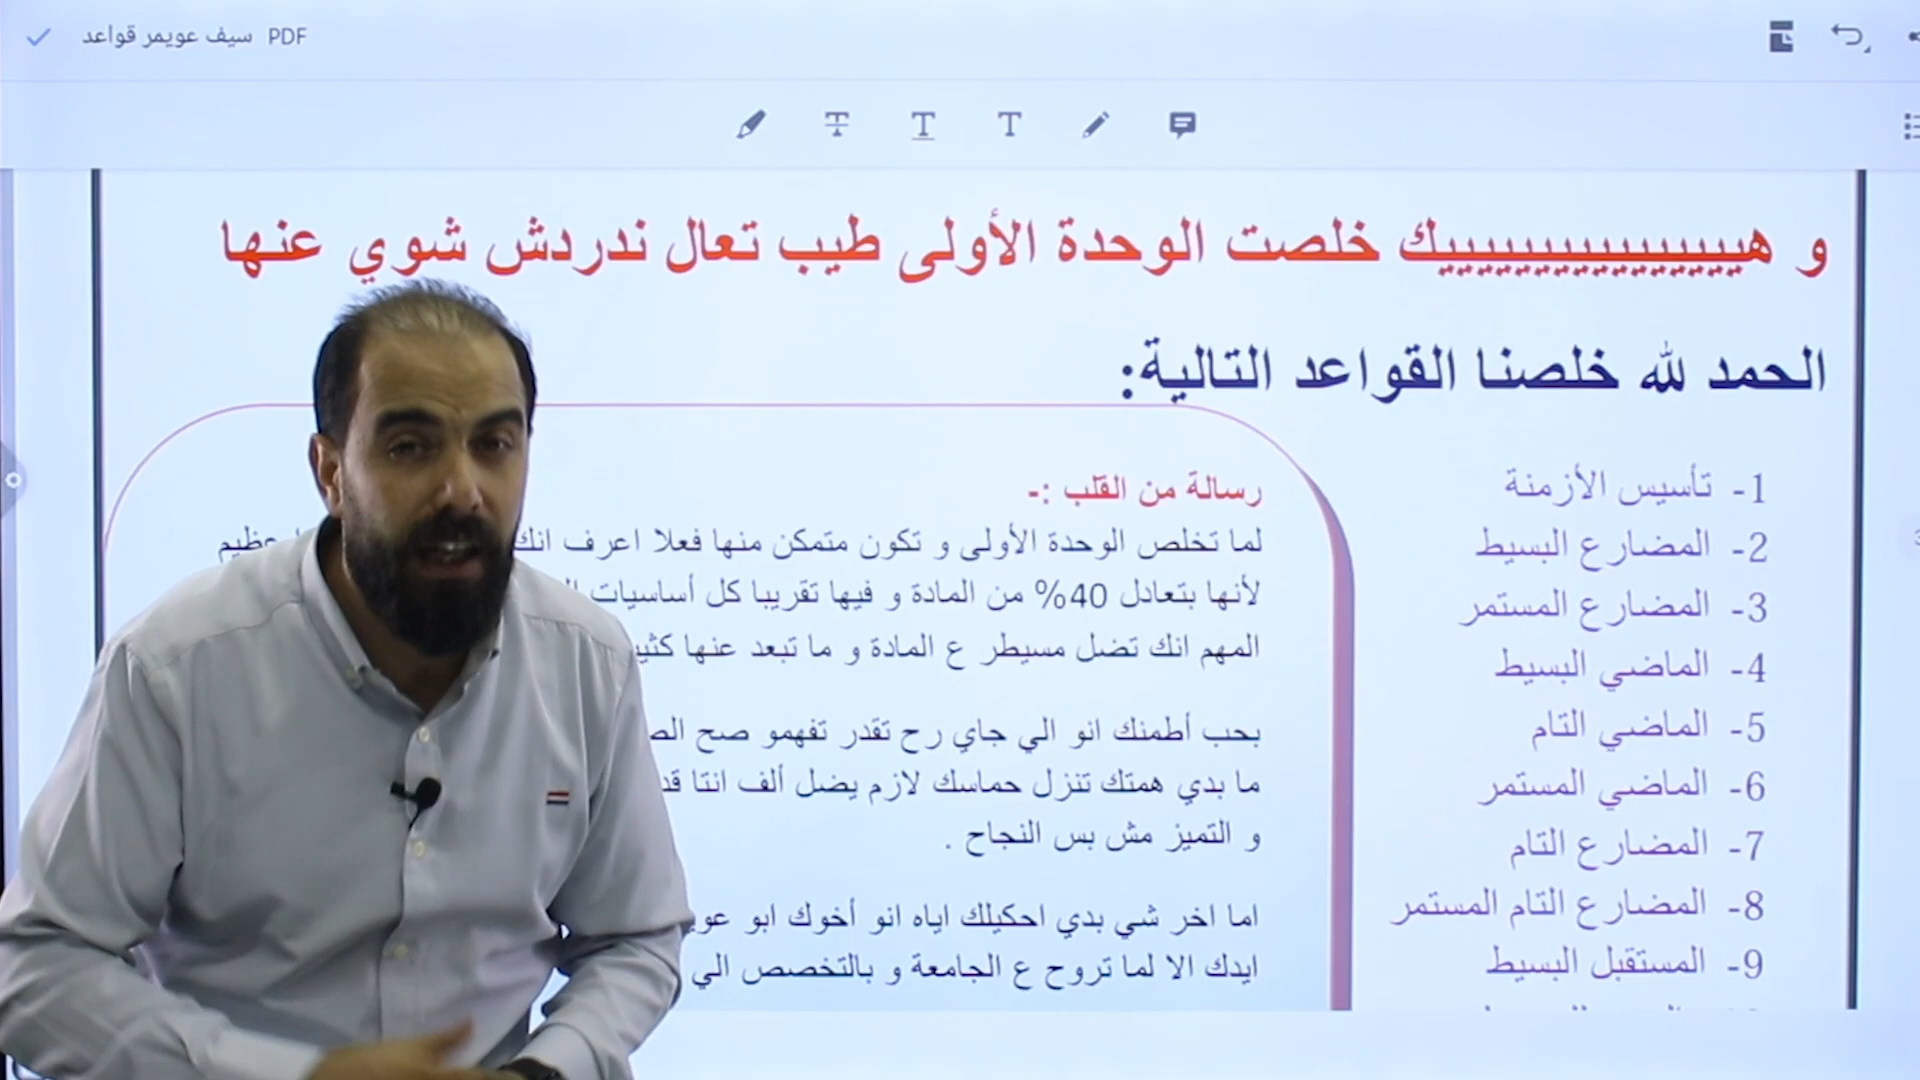 سيف عويمر قواعد PDF
و هيييييييييييييييييك خلصت الوحدة الأولى طيب تعال ندردش شوي عنها
الحمد لله خلصنا القواعد التالية:
1- تأسيس الأزمنة
2- المضارع البسيط
3- المضارع المستمر
4- الماضي البسيط
5- الماضي التام
6- الماضي المستمر
7- المضارع التام
8- المضارع التام المستمر
9- المستقبل البسيط
رسالة من القلب :-
لما تخلص الوحدة الأولى و تكون متمكن منها فعلا اعرف انك عظيم
لأنها بتعادل 40% من المادة و فيها تقريبا كل أساسيات
المهم انك تضل مسيطر ع المادة و ما تبعد عنها
بحب أطمنك انو الي جاي رح تقدر تفهمو صح
ما بدي همتك تنزل حماسك لازم يضل ألف انتا
و التميز مش بس النجاح .
اما اخر شي بدي احكيلك اياه انو أخوك ابو
ايدك الا لما تروح ع الجامعة و بالتخصص الي